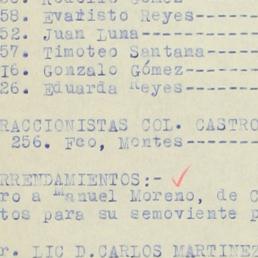 58. Evaristo Reyes-------
52. Juan Luna--------
57. Timoteo Santana----
16. Gonzalo Gómez-------
26. Eduarda Reyes-------
RACCIONISTAS COL. CASTRO
256. Fco, Montes------
RRENDAMIENTOS:-
ro a Manuel Moreno, de C
tos para su semoviente p
r. LIC D.CARLOS MARTINEZ